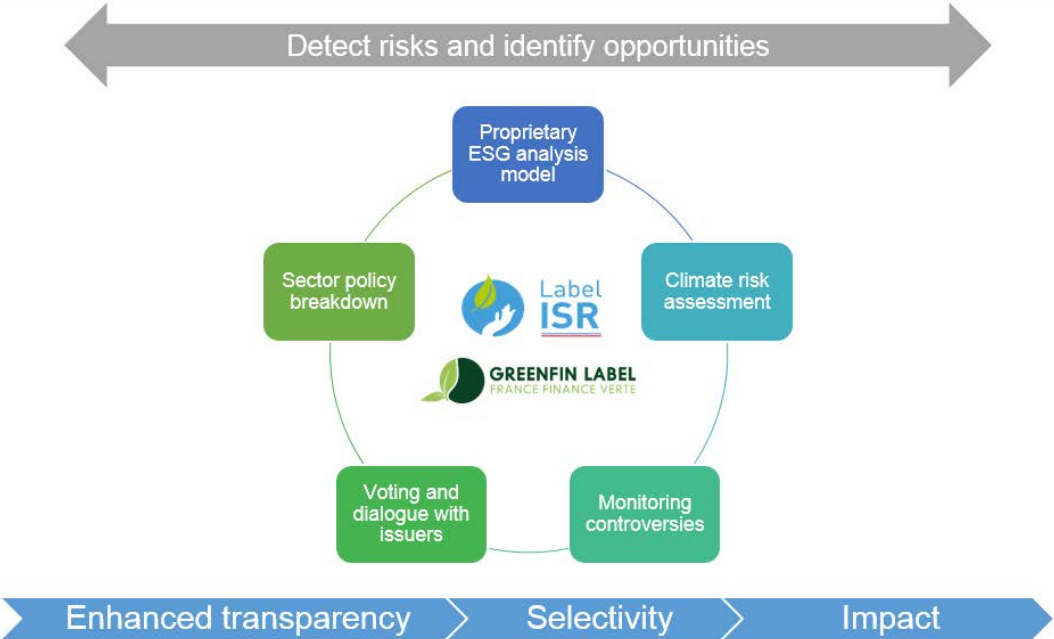 Detect risks and identify opportunities
Proprietary
ESG analysis
model
Sector policy
breakdown
Climate risk
assessment
Label
ISR
GREENFIN LABEL
FRANCE FINANCE VERTE
Voting and
dialogue with
issuers
Monitoring
controversies
Enhanced transparency
Selectivity
Impact